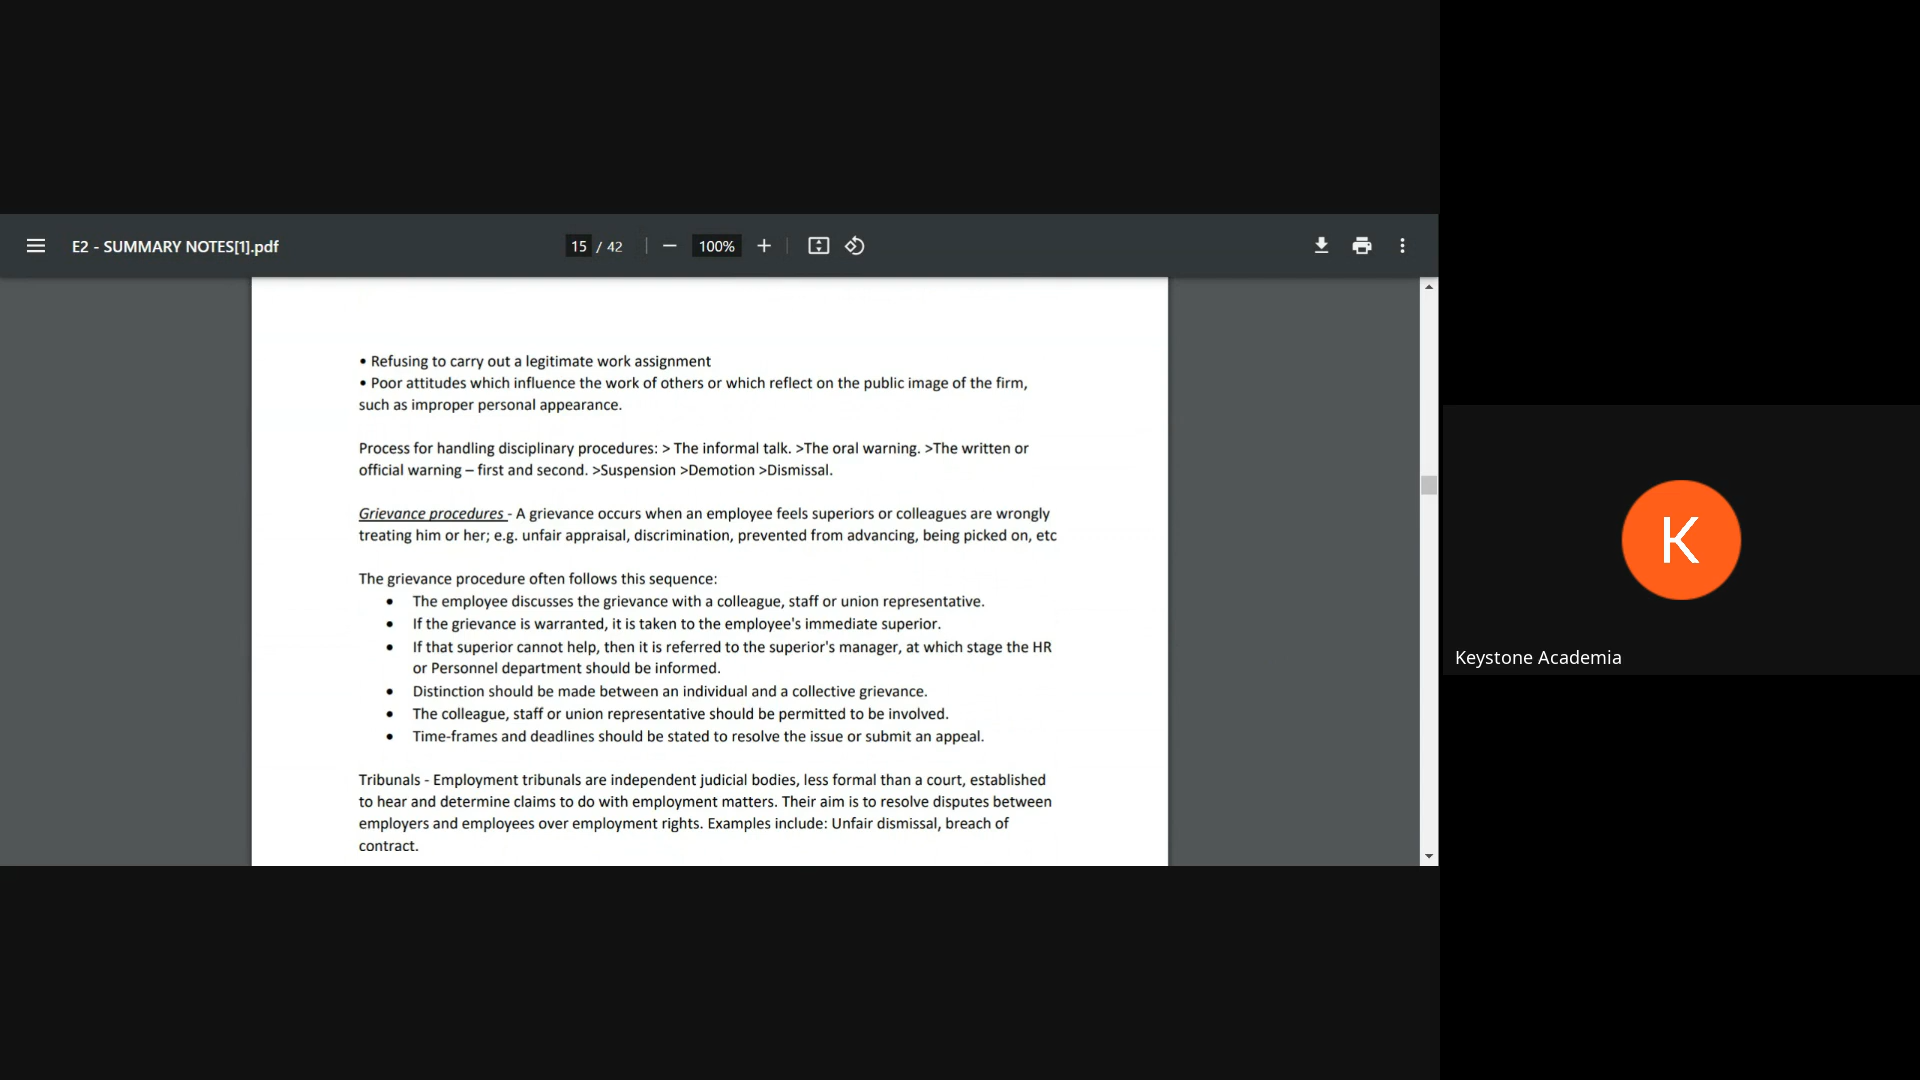 E2 - SUMMARY NOTES[1].pdf
15 / 42
100%
• Refusing to carry out a legitimate work assignment
• Poor attitudes which influence the work of others or which reflect on the public image of the firm,
such as improper personal appearance.
Process for handling disciplinary procedures: > The informal talk. >The oral warning. >The written or
official warning – first and second. >Suspension >Demotion >Dismissal.
Grievance procedures - A grievance occurs when an employee feels superiors or colleagues are wrongly
treating him or her; e.g. unfair appraisal, discrimination, prevented from advancing, being picked on, etc
The grievance procedure often follows this sequence:
• The employee discusses the grievance with a colleague, staff or union representative.
• If the grievance is warranted, it is taken to the employee's immediate superior.
• If that superior cannot help, then it is referred to the superior's manager, at which stage the HR
or Personnel department should be informed.
• Distinction should be made between an individual and a collective grievance.
• The colleague, staff or union representative should be permitted to be involved.
• Time-frames and deadlines should be stated to resolve the issue or submit an appeal.
Tribunals - Employment tribunals are independent judicial bodies, less formal than a court, established
to hear and determine claims to do with employment matters. Their aim is to resolve disputes between
employers and employees over employment rights. Examples include: Unfair dismissal, breach of
contract.
K
Keystone Academia